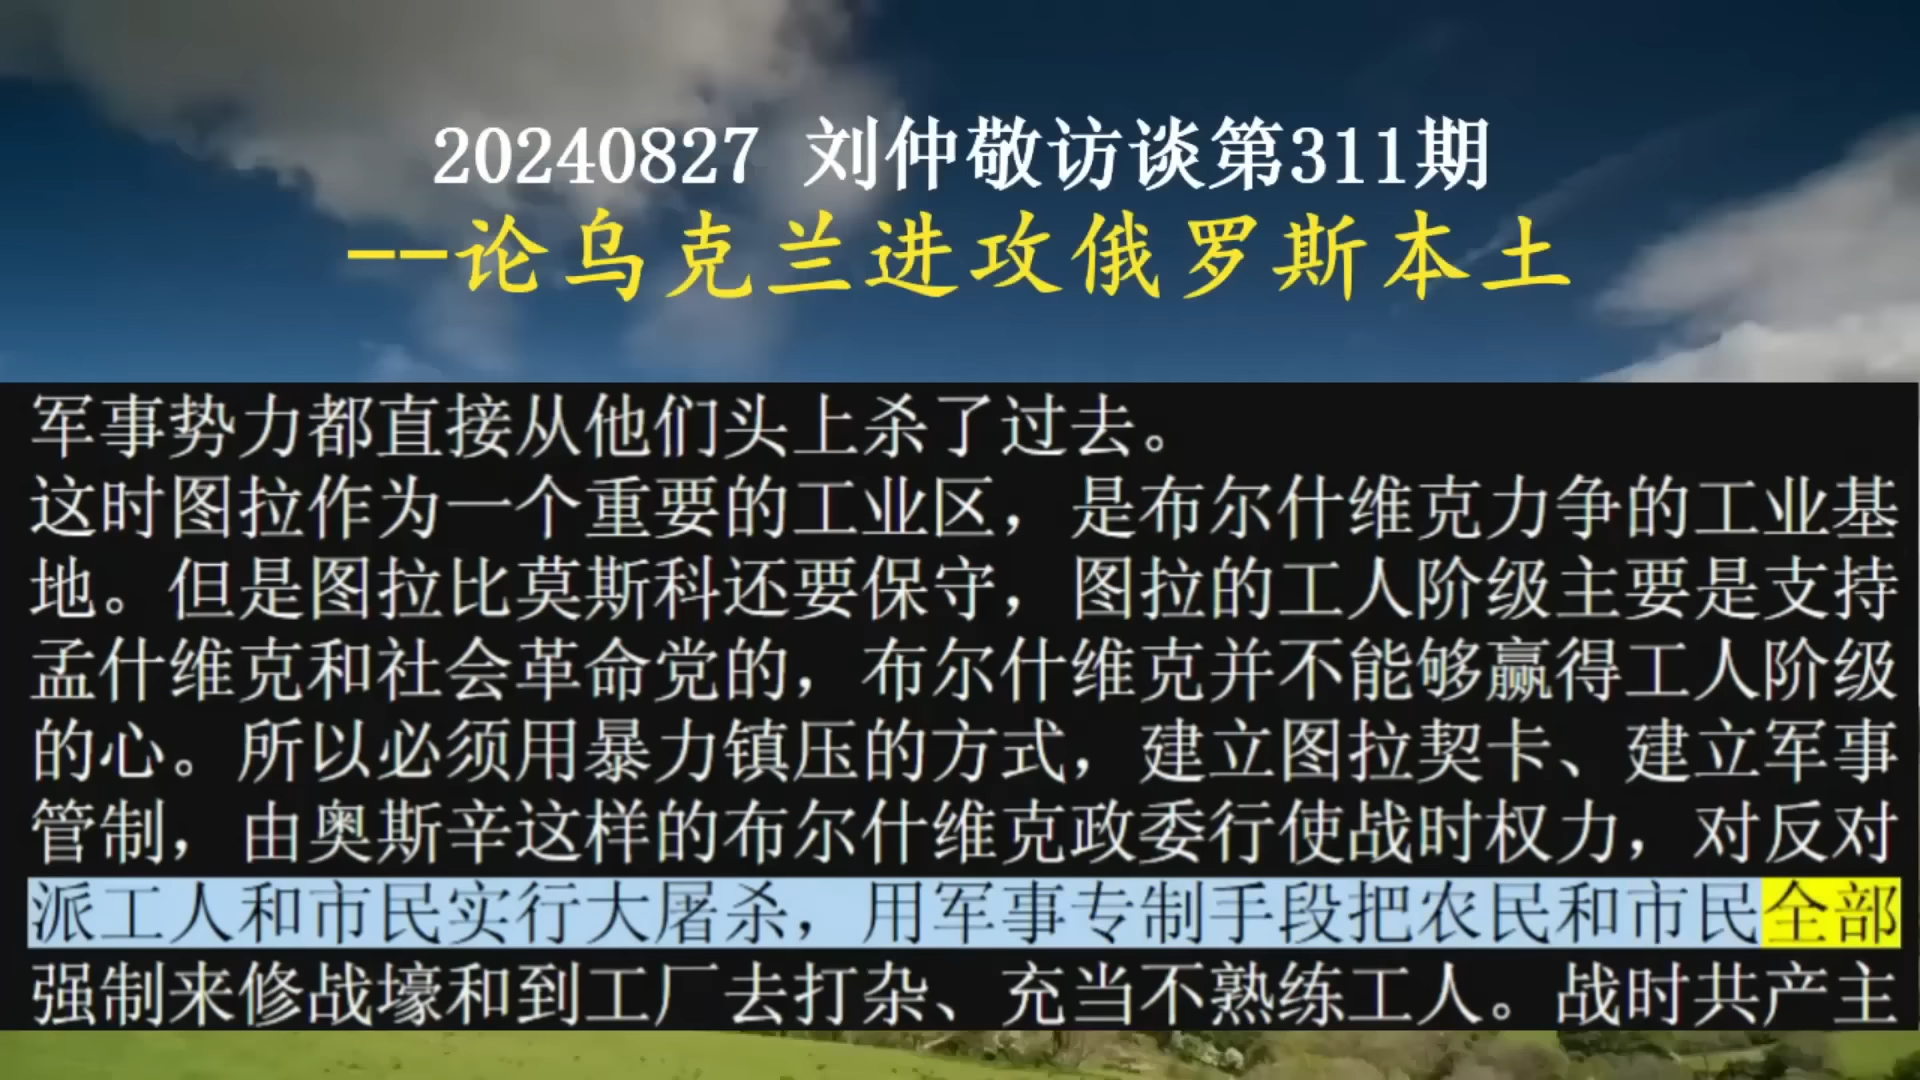 20240827 刘仲敬访谈第311期
--论乌克兰进攻俄罗斯本土
军事势力都直接从他们头上杀了过去。
这时图拉作为一个重要的工业区，是布尔什维克力争的工业基
地。但是图拉比莫斯科还要保守，图拉的工人阶级主要是支持
孟什维克和社会革命党的，布尔什维克并不能够赢得工人阶级
的心。所以必须用暴力镇压的方式，建立图拉契卡、建立军事
管制，由奥斯辛这样的布尔什维克政委行使战时权力，对反对
派工人和市民实行大屠杀，用军事专制手段把农民和市民全部
强制来修战壕和到工厂去打杂、充当不熟练工人。战时共产主